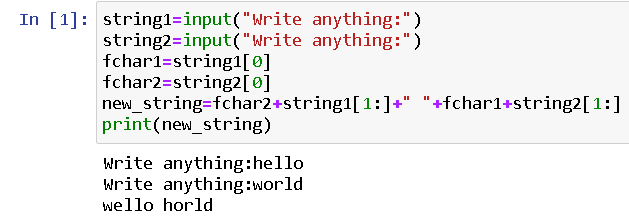 In [1]: string1=input("Write anything:")
string2=input("Write anything:")
fchar1=string1[0]
fchar2=string2[0]
new_string=fchar2+string1[1:]+" "+fchar1+string2[1:]
print(new_string)
Write anything:hello
Write anything:world
wello horld